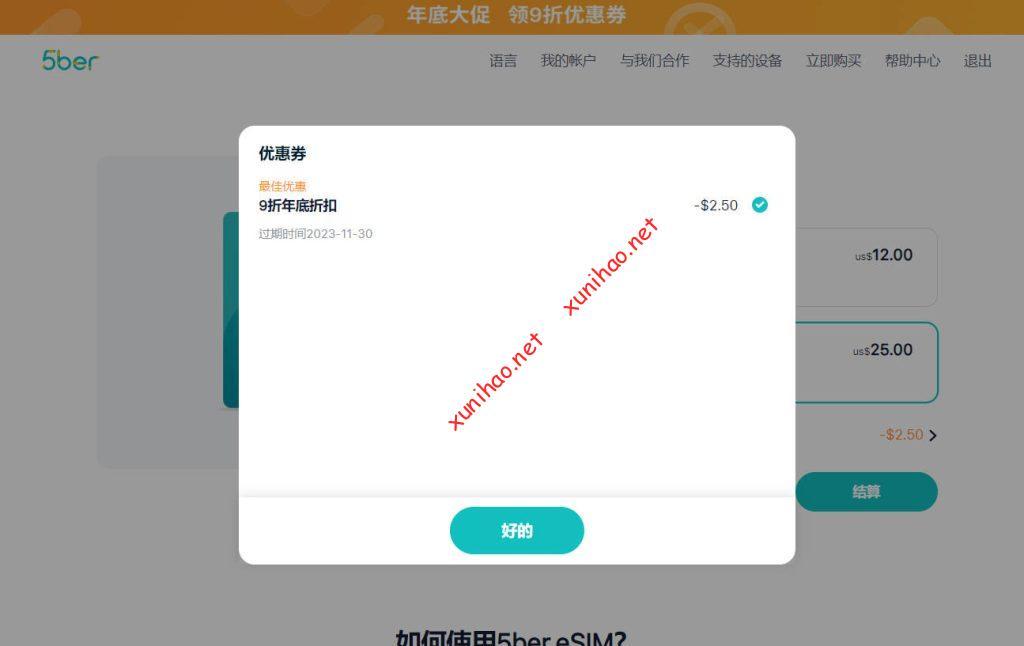 年底大促 领9折优惠券
5ber
语言 我的帐户 与我们合作 支持的设备 立即购买 帮助中心 退出
优惠券
最佳优惠
9折年底折扣 -$2.50
过期时间2023-11-30
xunihao.net
us$12.00
xunihao.net
us$25.00
-$2.50
结算
好的
如何使用5ber eSIM?